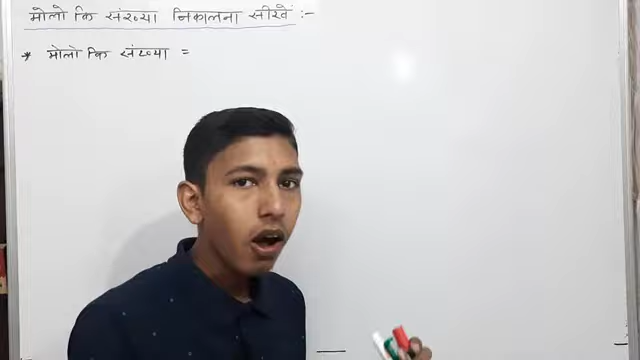 मोलो कि संख्या निकालना सीखें :-
* मोलो कि संख्या =